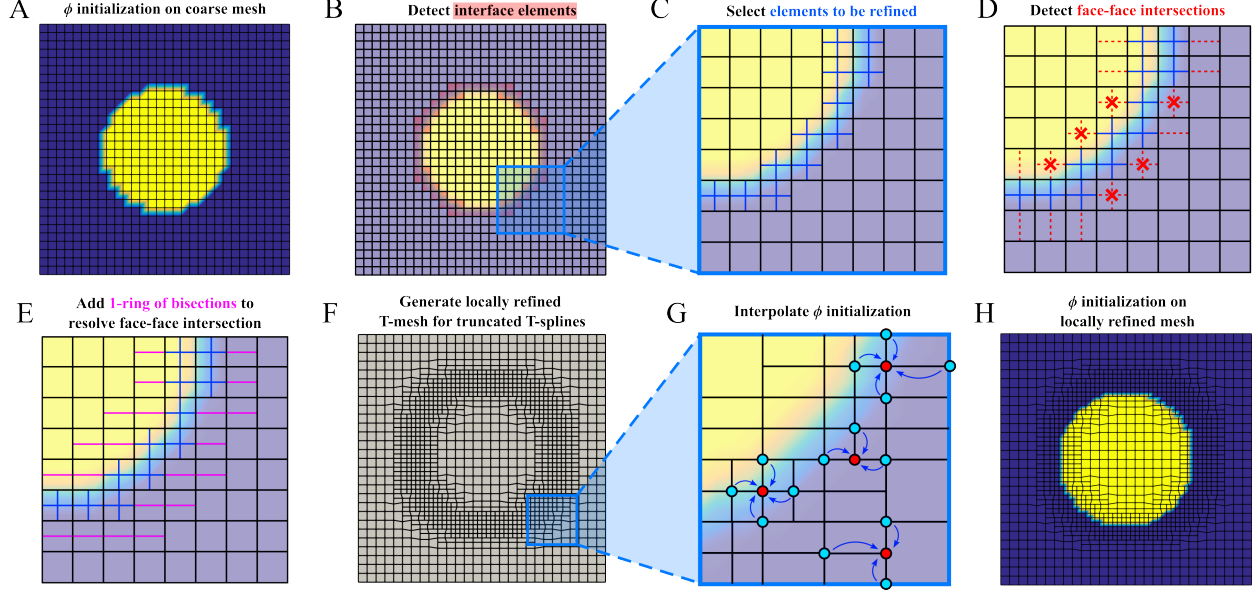 A
ϕ initialization on coarse mesh
B
Detect interface elements
C
Select elements to be refined
D
Detect face-face intersections
E
Add 1-ring of bisections to
resolve face-face intersection
F
Generate locally refined
T-mesh for truncated T-splines
G
Interpolate ϕ initialization
H
ϕ initialization on
locally refined mesh